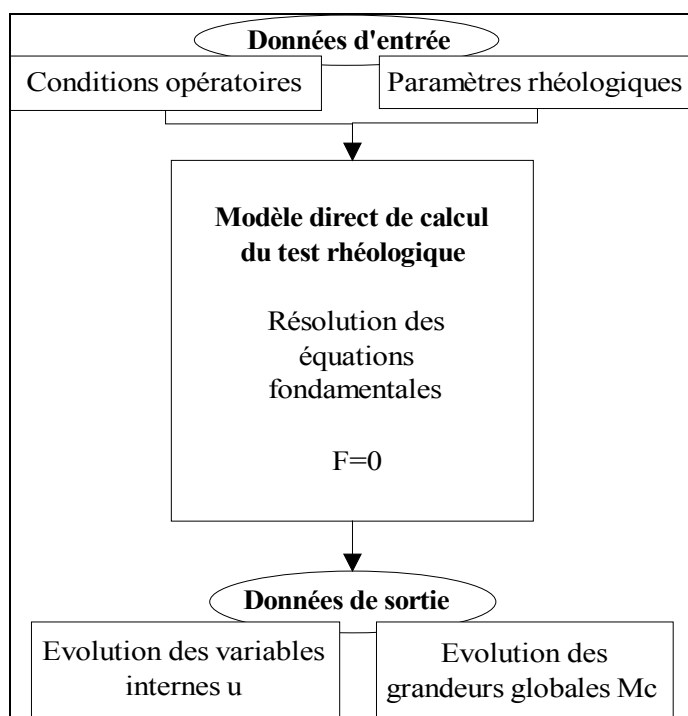 Données d'entrée
Conditions opératoires
Paramètres rhéologiques
Modèle direct de calcul
du test rhéologique
Résolution des
équations
fondamentales
F=0
Données de sortie
Evolution des variables
internes u
Evolution des
grandeurs globales Mc